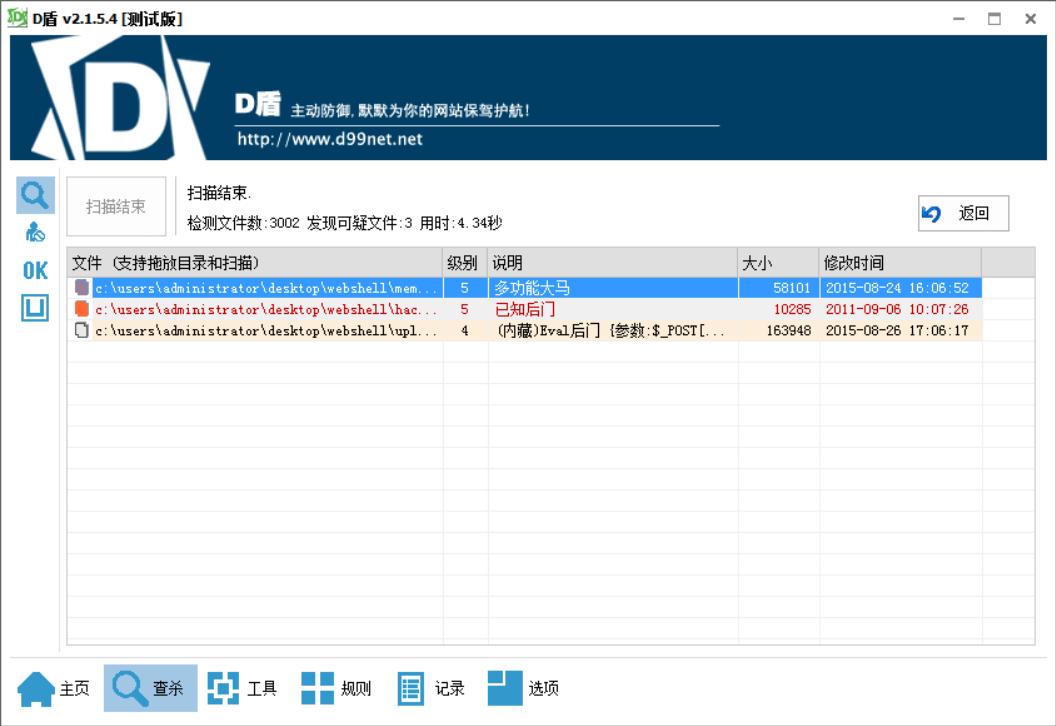 D盾 v2.1.5.4 [测试版]
D盾 主动防御,默默为你的网站保驾护航!
http://www.d99net.net
扫描结束
扫描结束.
检测文件数:3002 发现可疑文件:3 用时:4.34秒
返回
OK
文件 (支持拖放目录和扫描) 级别 说明 大小 修改时间
c:\users\administrator\desktop\webshell\mem... 5 多功能大马 58101 2015-08-24 16:06:52
c:\users\administrator\desktop\webshell\hac... 5 已知后门 10285 2011-09-06 10:07:26
c:\users\administrator\desktop\webshell\upl... 4 (内藏)Eval后门 {参数:$_POST[... 163948 2015-08-26 17:06:17
主页 查杀 工具 规则 记录 选项